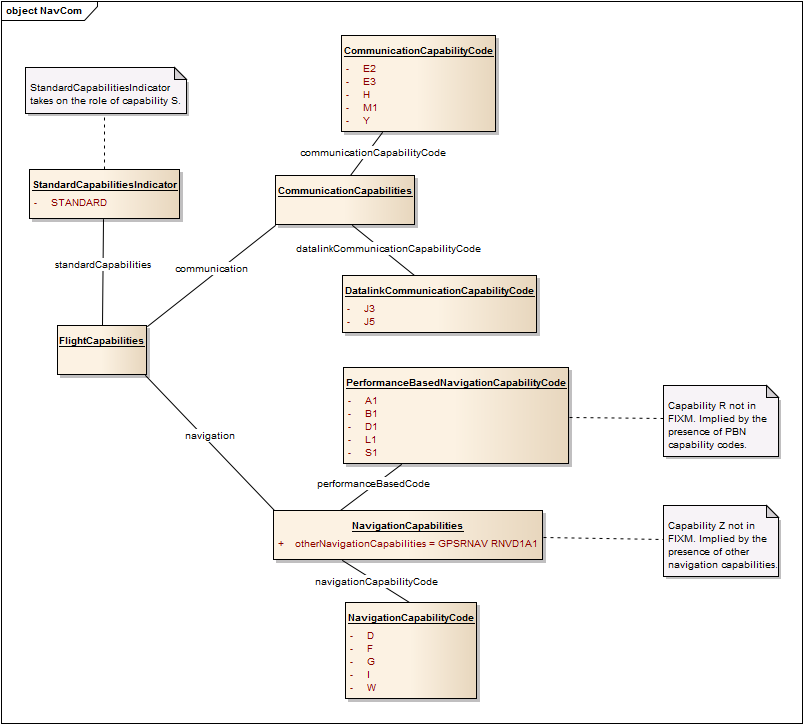 object NavCom
CommunicationCapabilityCode
- E2
- E3
- H
- M1
- Y
StandardCapabilitiesIndicator
takes on the role of capability S.
communicationCapabilityCode
StandardCapabilitiesIndicator
- STANDARD
CommunicationCapabilities
datalinkCommunicationCapabilityCode
standardCapabilities
communication
DatalinkCommunicationCapabilityCode
- J3
- J5
FlightCapabilities
PerformanceBasedNavigationCapabilityCode
- A1
- B1
- D1
- L1
- S1
Capability R not in
FIXM. Implied by the
presence of PBN
capability codes.
navigation
performanceBasedCode
NavigationCapabilities
+ otherNavigationCapabilities = GPSRNAV RNVD1A1
Capability Z not in
FIXM. Implied by the
presence of other
navigation capabilities.
navigationCapabilityCode
NavigationCapabilityCode
- D
- F
- G
- I
- W